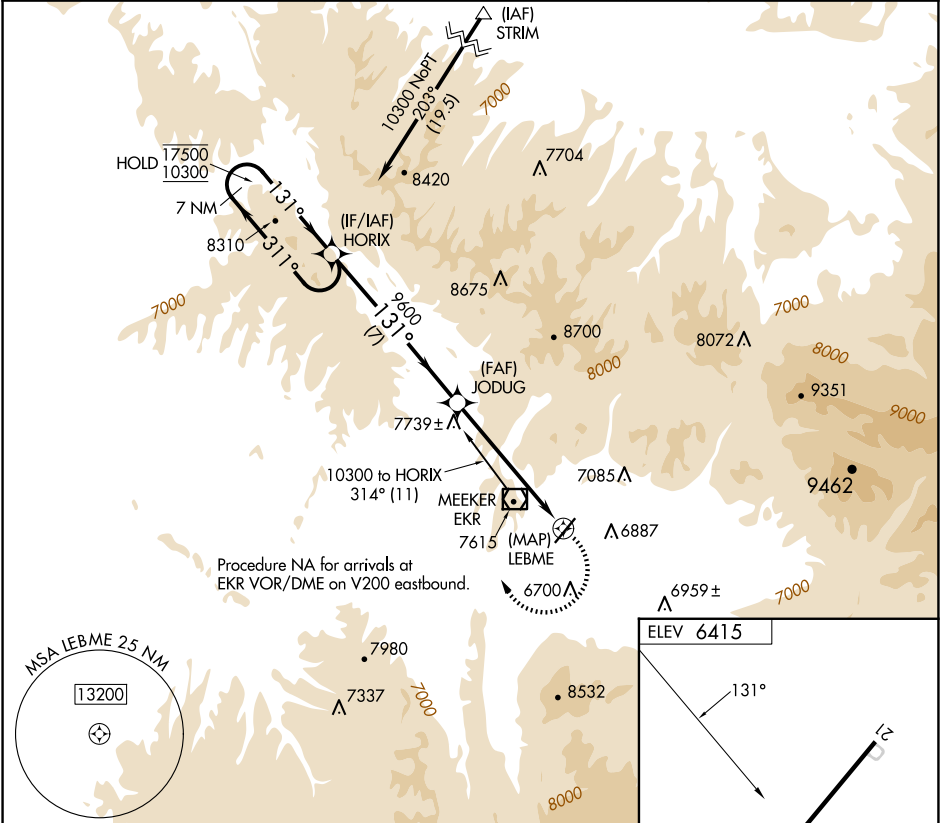 (IAF)
STRIM
10300 NoPT
203°
(19.5)
7000
HOLD
17500
10300
7 NM
131°
311°
8310
8420
7704
(IF/IAF)
HORIX
7000
8675
9600
131°
(7)
8700
8072
7000
8000
8000
9351
9000
(FAF)
JODUG
7739±
10300 to HORIX
314° (11)
7085
9462
MEEKER
EKR
7615
(MAP)
LEBME
6887
Procedure NA for arrivals at
EKR VOR/DME on V200 eastbound.
6700
6959±
7000
MSA LEBME 25 NM
13200
7980
7337
7000
8532
8000
ELEV 6415
131°
21